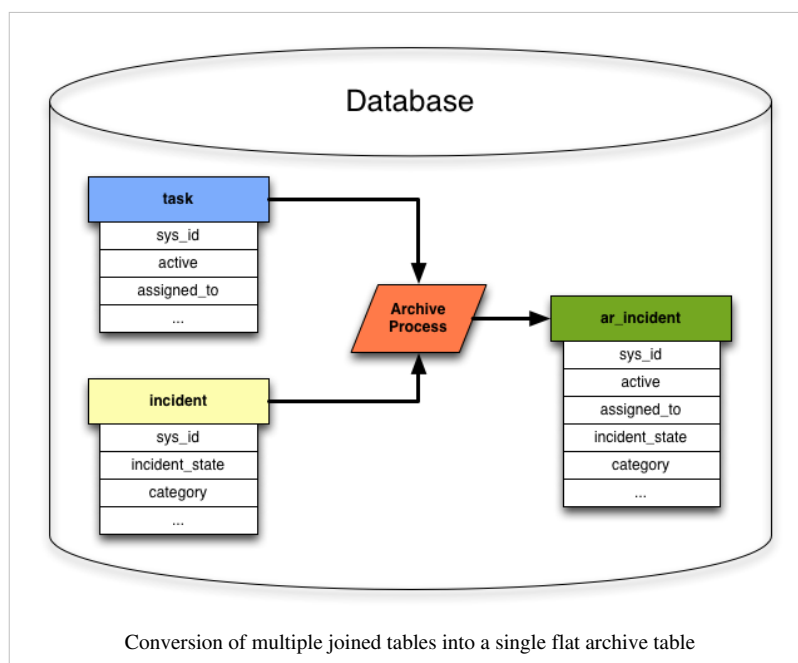 Database
task
sys_id
active
assigned_to
...
incident
sys_id
incident_state
category
...
Archive
Process
ar_incident
sys_id
active
assigned_to
incident_state
category
...
Conversion of multiple joined tables into a single flat archive table